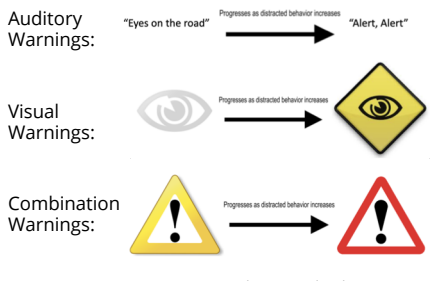 Auditory
Warnings:
"Eyes on the road"
Progresses as distracted behavior increases
"Alert, Alert"
Visual
Warnings:
Progresses as distracted behavior increases
Combination
Warnings:
Progresses as distracted behavior increases